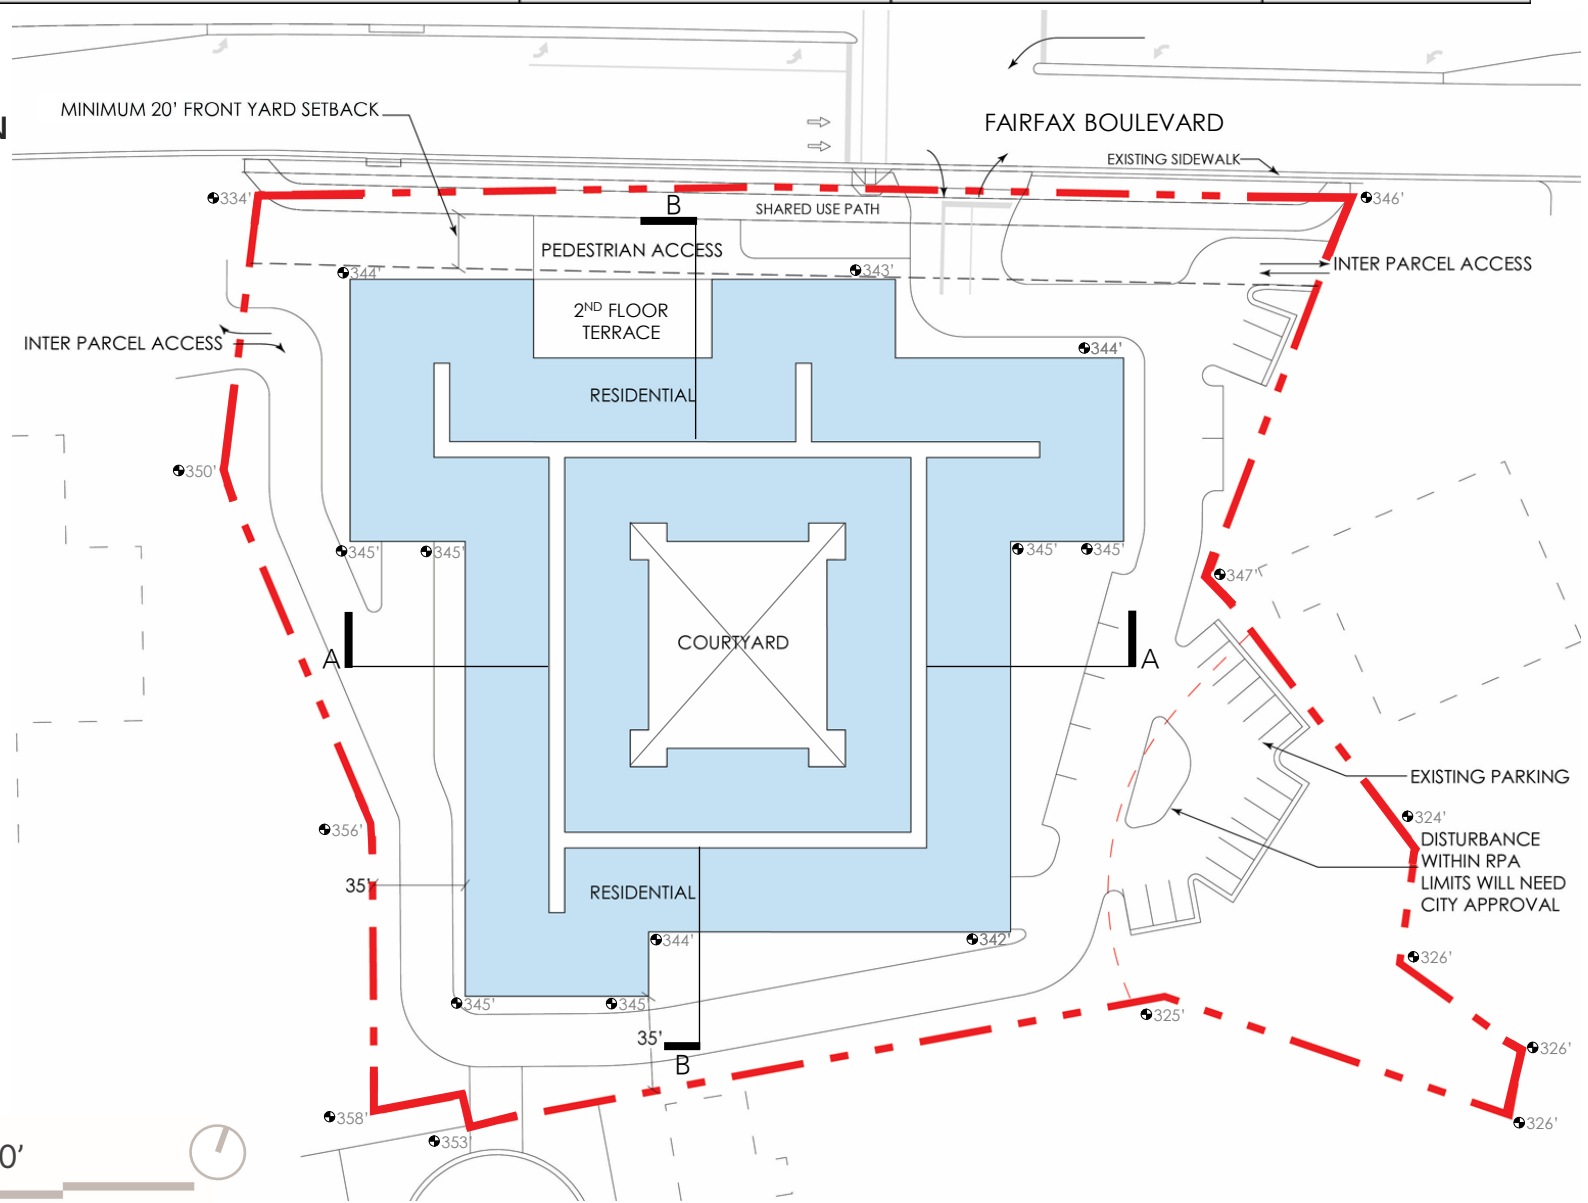 MINIMUM 20’ FRONT YARD SETBACK
FAIRFAX BOULEVARD
EXISTING SIDEWALK
334’
B
SHARED USE PATH
346’
PEDESTRIAN ACCESS
344’
343’
INTER PARCEL ACCESS
2ND FLOOR
TERRACE
INTER PARCEL ACCESS
344’
RESIDENTIAL
350’
345’
345’
345’
345’
347’
COURTYARD
A
A
EXISTING PARKING
324’
356’
DISTURBANCE
WITHIN RPA
LIMITS WILL NEED
CITY APPROVAL
35’
RESIDENTIAL
344’
342’
326’
345’
345’
325’
35’
B
326’
358’
326’
353’
0’